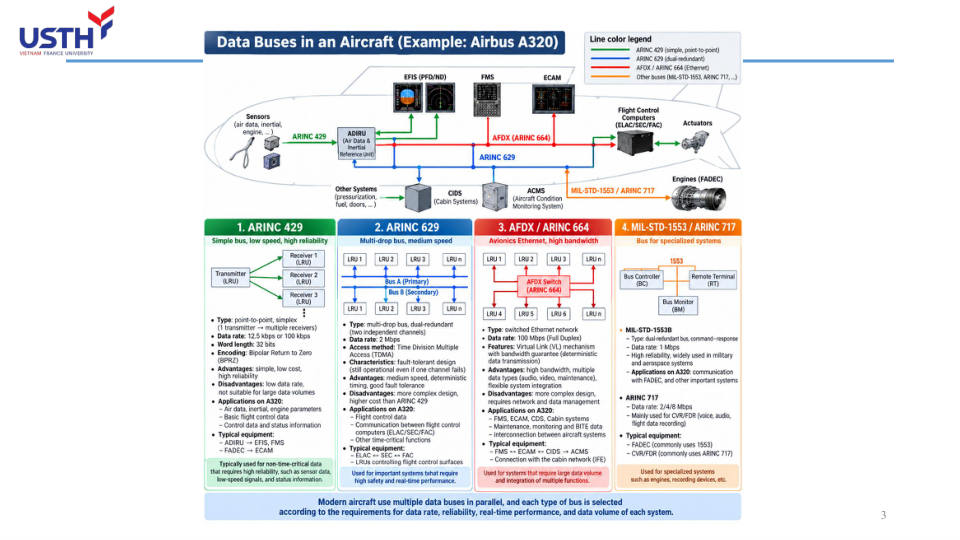 USTH
VIETNAM FRANCE UNIVERSITY
Data Buses in an Aircraft (Example: Airbus A320)
Line color legend
ARINC 429 (simple, point-to-point)
ARINC 629 (dual-redundant)
AFDX / ARINC 664 (Ethernet)
Other buses (MIL-STD-1553, ARINC 717, ...)
EFIS (PFD/ND)
FMS
ECAM
Sensors
(air data, inertial,
engine, ... )
ARINC 429
ADIRU
(Air Data &
Inertial
Reference Unit)
AFDX (ARINC 664)
ARINC 629
Flight Control
Computers
(ELAC/SEC/FAC)
Actuators
Other Systems
(pressurization,
fuel, doors, ... )
CIDS
(Cabin Systems)
ACMS
(Aircraft Condition
Monitoring System)
MIL-STD-1553 / ARINC 717
Engines (FADEC)
1. ARINC 429
Simple bus, low speed, high reliability
Transmitter
(LRU)
Receiver 1
(LRU)
Receiver 2
(LRU)
Receiver 3
(LRU)
• Type: point-to-point, simplex
(1 transmitter → multiple receivers)
• Data rate: 12.5 kbps or 100 kbps
• Word length: 32 bits
• Encoding: Bipolar Return to Zero
(BPRZ)
• Advantages: simple, low cost,
high reliability
• Disadvantages: low data rate,
not suitable for large data volumes
• Applications on A320:
– Air data, inertial, engine parameters
– Basic flight control data
– Control data and status information
• Typical equipment:
– ADIRU → EFIS, FMS
– FADEC → ECAM
Typically used for non-time-critical data
that requires high reliability, such as sensor data,
low-speed signals, and status information.
2. ARINC 629
Multi-drop bus, medium speed
LRU 1
LRU 2
LRU 3
LRU n
Bus A (Primary)
Bus B (Secondary)
LRU 1
LRU 2
LRU 3
LRU n
• Type: multi-drop bus, dual-redundant
(two independent channels)
• Data rate: 2 Mbps
• Access method: Time Division Multiple
Access (TDMA)
• Characteristics: fault-tolerant design
(still operational even if one channel fails)
• Advantages: medium speed, deterministic
timing, good fault tolerance
• Disadvantages: more complex design,
higher cost than ARINC 429
• Applications on A320:
– Flight control data
– Communication between flight control
computers (ELAC/SEC/FAC)
– Other time-critical functions
• Typical equipment:
– ELAC ↔ SEC ↔ FAC
– LRUs controlling flight control surfaces
Used for important systems that require
high safety and real-time performance.
3. AFDX / ARINC 664
Avionics Ethernet, high bandwidth
LRU 1
LRU 2
LRU 3
LRU n
AFDX Switch
(ARINC 664)
LRU 4
LRU 5
LRU 6
LRU n
• Type: switched Ethernet network
• Data rate: 100 Mbps (Full Duplex)
• Features: Virtual Link (VL) mechanism
with bandwidth guarantee (deterministic
data transmission)
• Advantages: high bandwidth, multiple
data types (audio, video, maintenance),
flexible system integration
• Disadvantages: more complex design,
requires network and data management
• Applications on A320:
– FMS, ECAM, CDS, Cabin systems
– Maintenance, monitoring and BITE data
– Interconnection between aircraft systems
• Typical equipment:
– FMS ↔ ECAM ↔ CIDS → ACMS
– Connection with the cabin network (IFE)
Used for systems that require large data volume
and integration of multiple functions.
4. MIL-STD-1553 / ARINC 717
Bus for specialized systems
1553
Bus Controller
(BC)
Remote Terminal
(RT)
Bus Monitor
(BM)
• MIL-STD-1553B
– Type: dual-redundant bus, command-response
– Data rate: 1 Mbps
– High reliability, widely used in military
and aerospace systems
– Applications on A320: communication
with FADEC, and other important systems
• ARINC 717
– Data rate: 2/4/8 Mbps
– Mainly used for CVR/FDR (voice, audio,
flight data recording)
• Typical equipment:
– FADEC (commonly uses 1553)
– CVR/FDR (commonly uses ARINC 717)
Used for specialized systems
such as engines, recording devices, etc.
Modern aircraft use multiple data buses in parallel, and each type of bus is selected
according to the requirements for data rate, reliability, real-time performance, and data volume of each system.
3